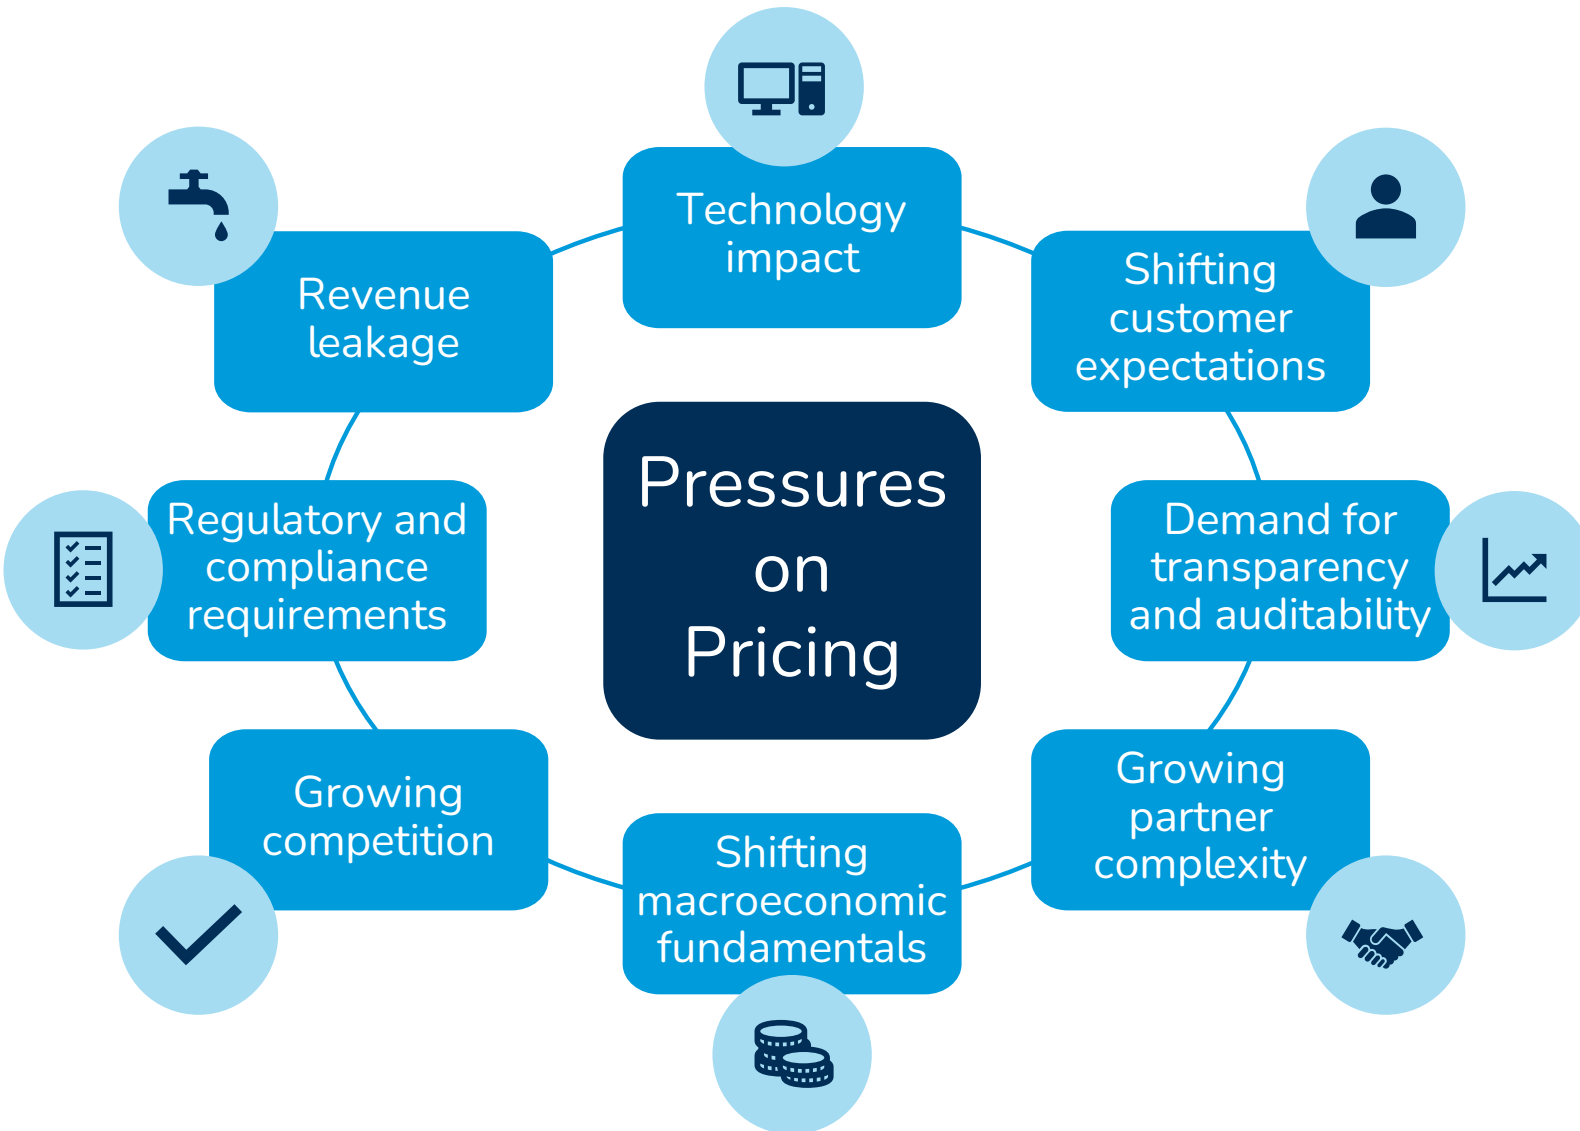 Technology
impact
Shifting
customer
expectations
Demand for
transparency
and auditability
Growing
partner
complexity
Shifting
macroeconomic
fundamentals
Growing
competition
Regulatory and
compliance
requirements
Revenue
leakage
Pressures
on
Pricing